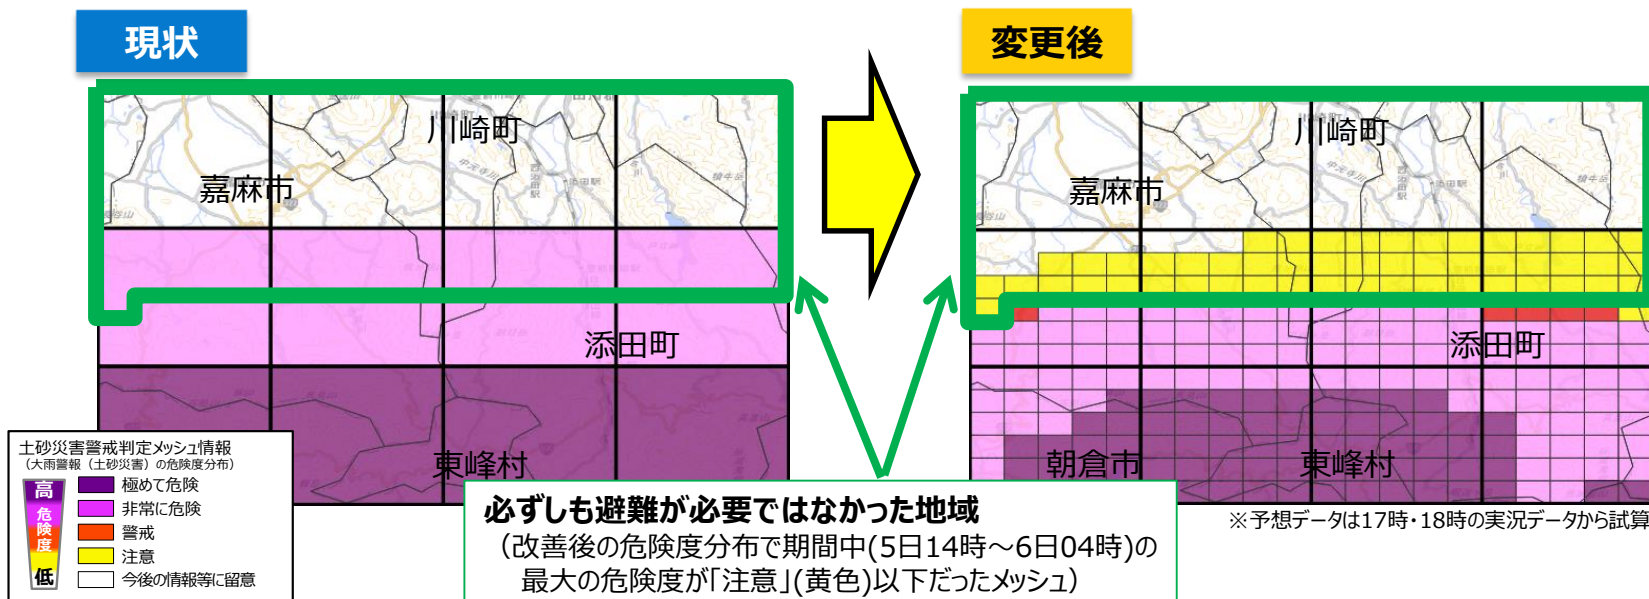 現状
変更後
川崎町
嘉麻市
添田町
東峰村
川崎町
嘉麻市
添田町
朝倉市
東峰村
土砂災害警戒判定メッシュ情報
(大雨警報(土砂災害)の危険度分布)
高
危険度
低
極めて危険
非常に危険
警戒
注意
今後の情報等に留意
必ずしも避難が必要ではなかった地域
(改善後の危険度分布で期間中(5日14時~6日04時)の
最大の危険度が「注意」(黄色)以下だったメッシュ)
※予想データは17時・18時の実況データから試算